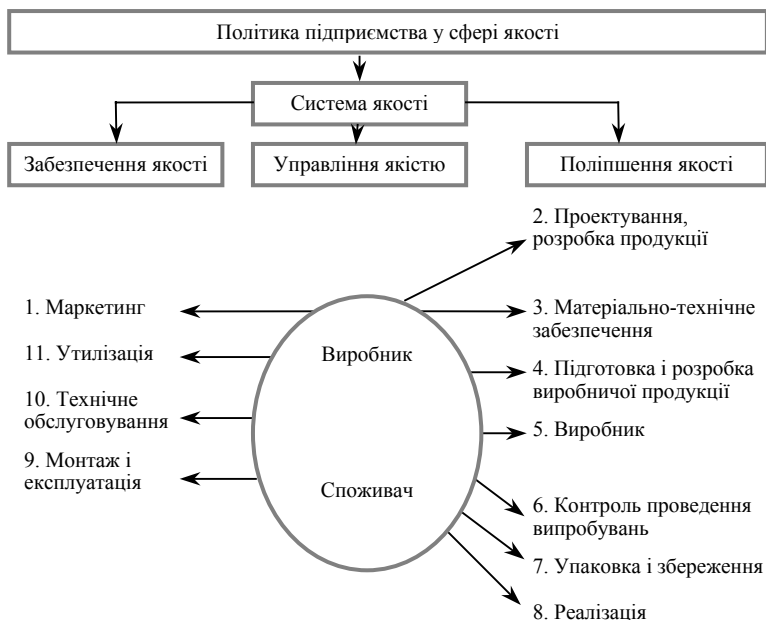 Політика підприємства у сфері якості
Система якості
Забезпечення якості
Управління якістю
Поліпшення якості
2. Проектування,
розробка продукції
1. Маркетинг
3. Матеріально-технічне
забезпечення
11. Утилізація
Виробник
4. Підготовка і розробка
виробничої продукції
10. Технічне
обслуговування
5. Виробник
9. Монтаж і
експлуатація
Споживач
6. Контроль проведення
випробувань
7. Упаковка і збереження
8. Реалізація